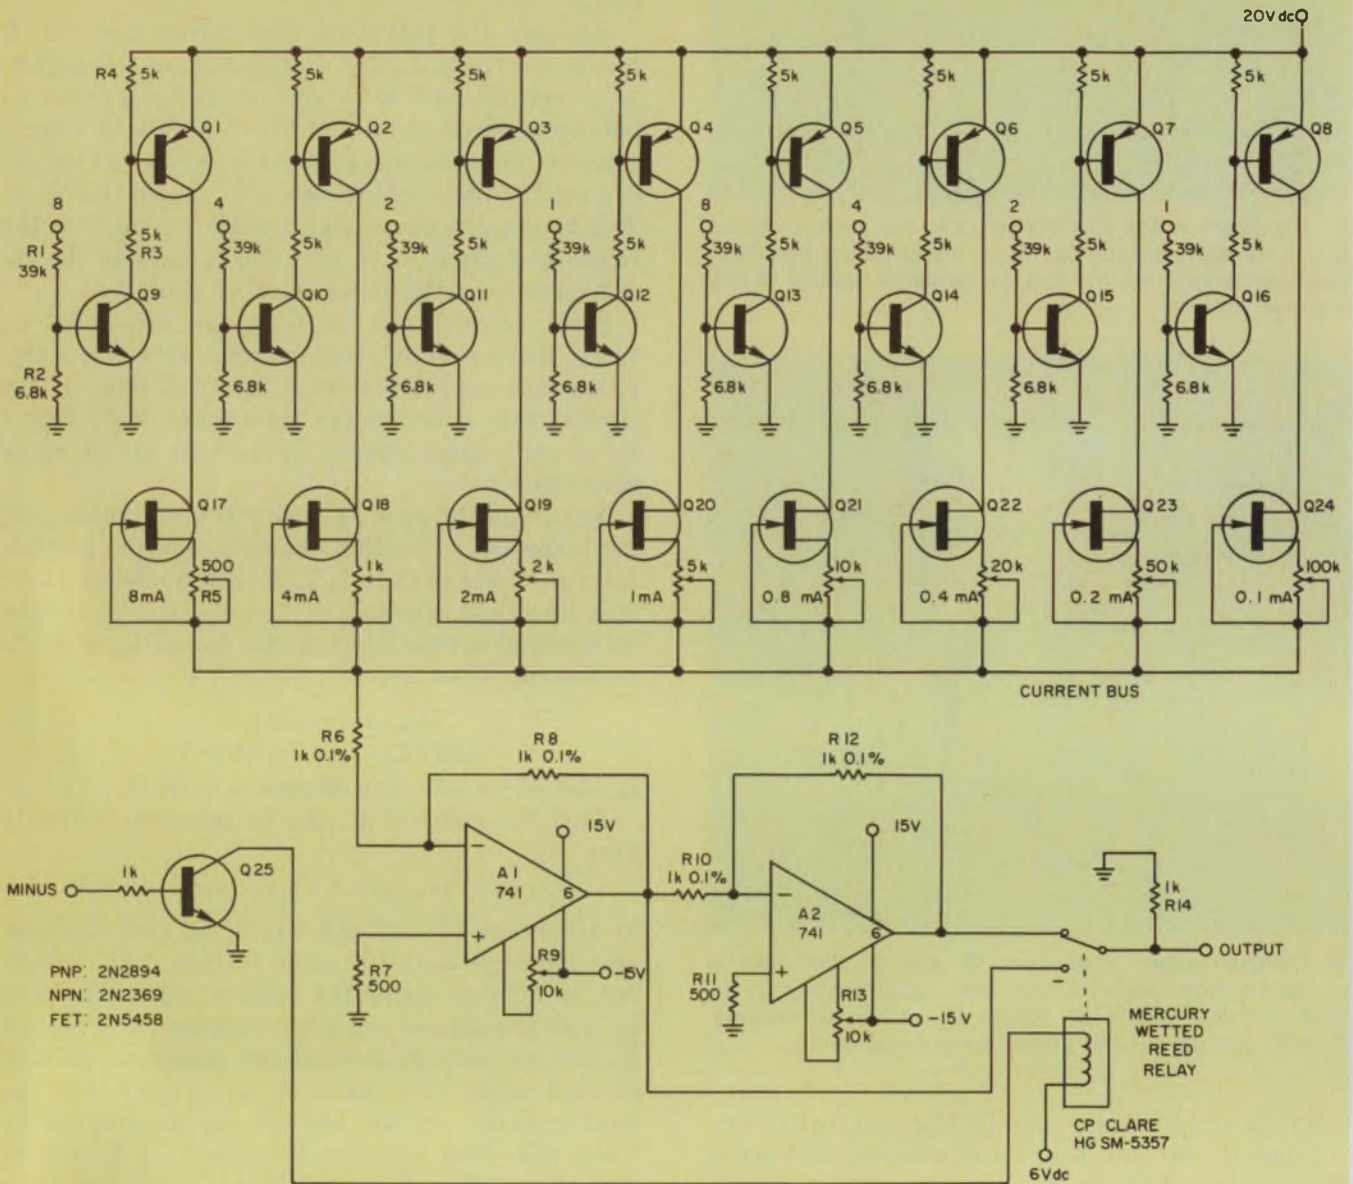 20V dc
R4 5k 5k 5k 5k 5k 5k 5k 5k
Q1 Q2 Q3 Q4 Q5 Q6 Q7 Q8
8 4 2 1 8 4 2 1
R1 39k 39k 39k 39k 39k 39k 39k 39k
5k R3 5k 5k 5k 5k 5k 5k 5k
Q9 Q10 Q11 Q12 Q13 Q14 Q15 Q16
R2 6.8k 6.8k 6.8k 6.8k 6.8k 6.8k 6.8k 6.8k
Q17 Q18 Q19 Q20 Q21 Q22 Q23 Q24
500 1k 2k 5k 10k 20k 50k 100k
8mA R5 4mA 2mA 1mA 0.8 mA 0.4 mA 0.2 mA 0.1 mA
CURRENT BUS
R6 1k 0.1%
R8 1k 0.1%
R12 1k 0.1%
15V
15V
MINUS 1k Q25
− A1 741 6 +
R10 1k 0.1%
− A2 741 6 +
1k R14
OUTPUT
−
R7 500
R9 10k
-15V
R11 500
R13 10k
-15 V
PNP: 2N2894
NPN: 2N2369
FET: 2N5458
MERCURY
WETTED
REED
RELAY
CP CLARE
HG SM-5357
6Vdc